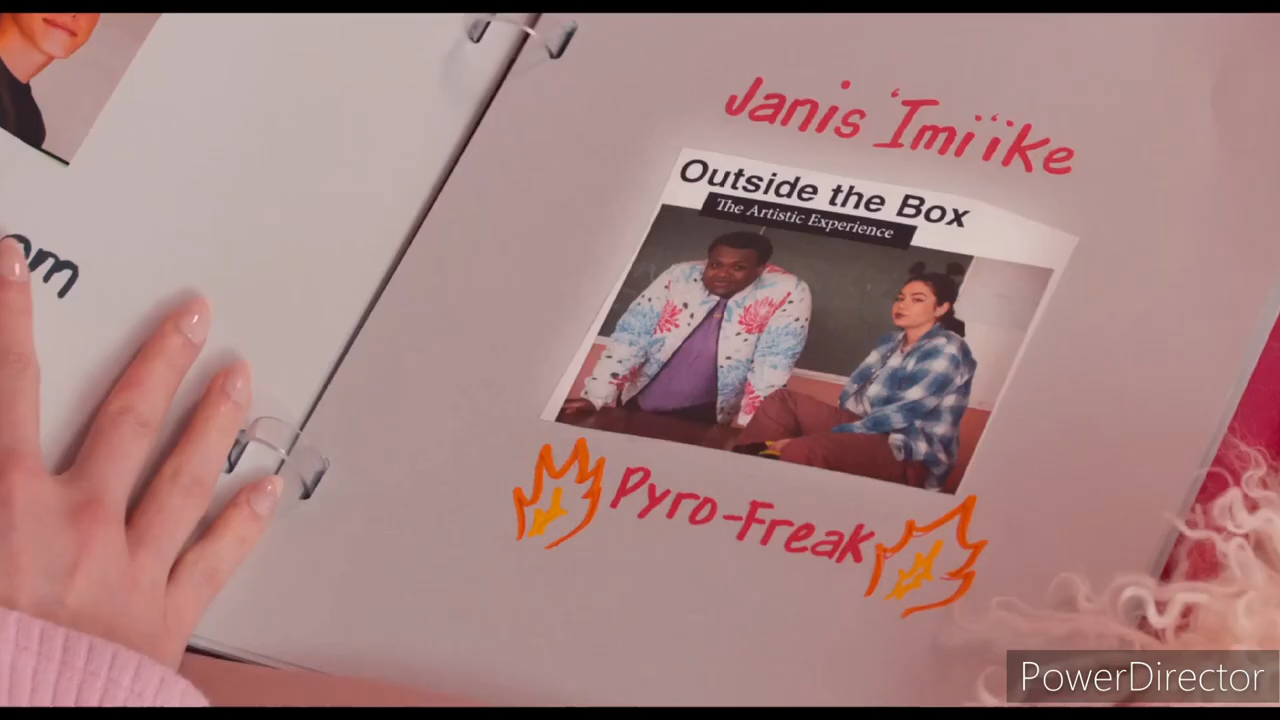 Janis 'Imi'ike
Outside the Box
The Artistic Experience
Pyro-Freak
PowerDirector